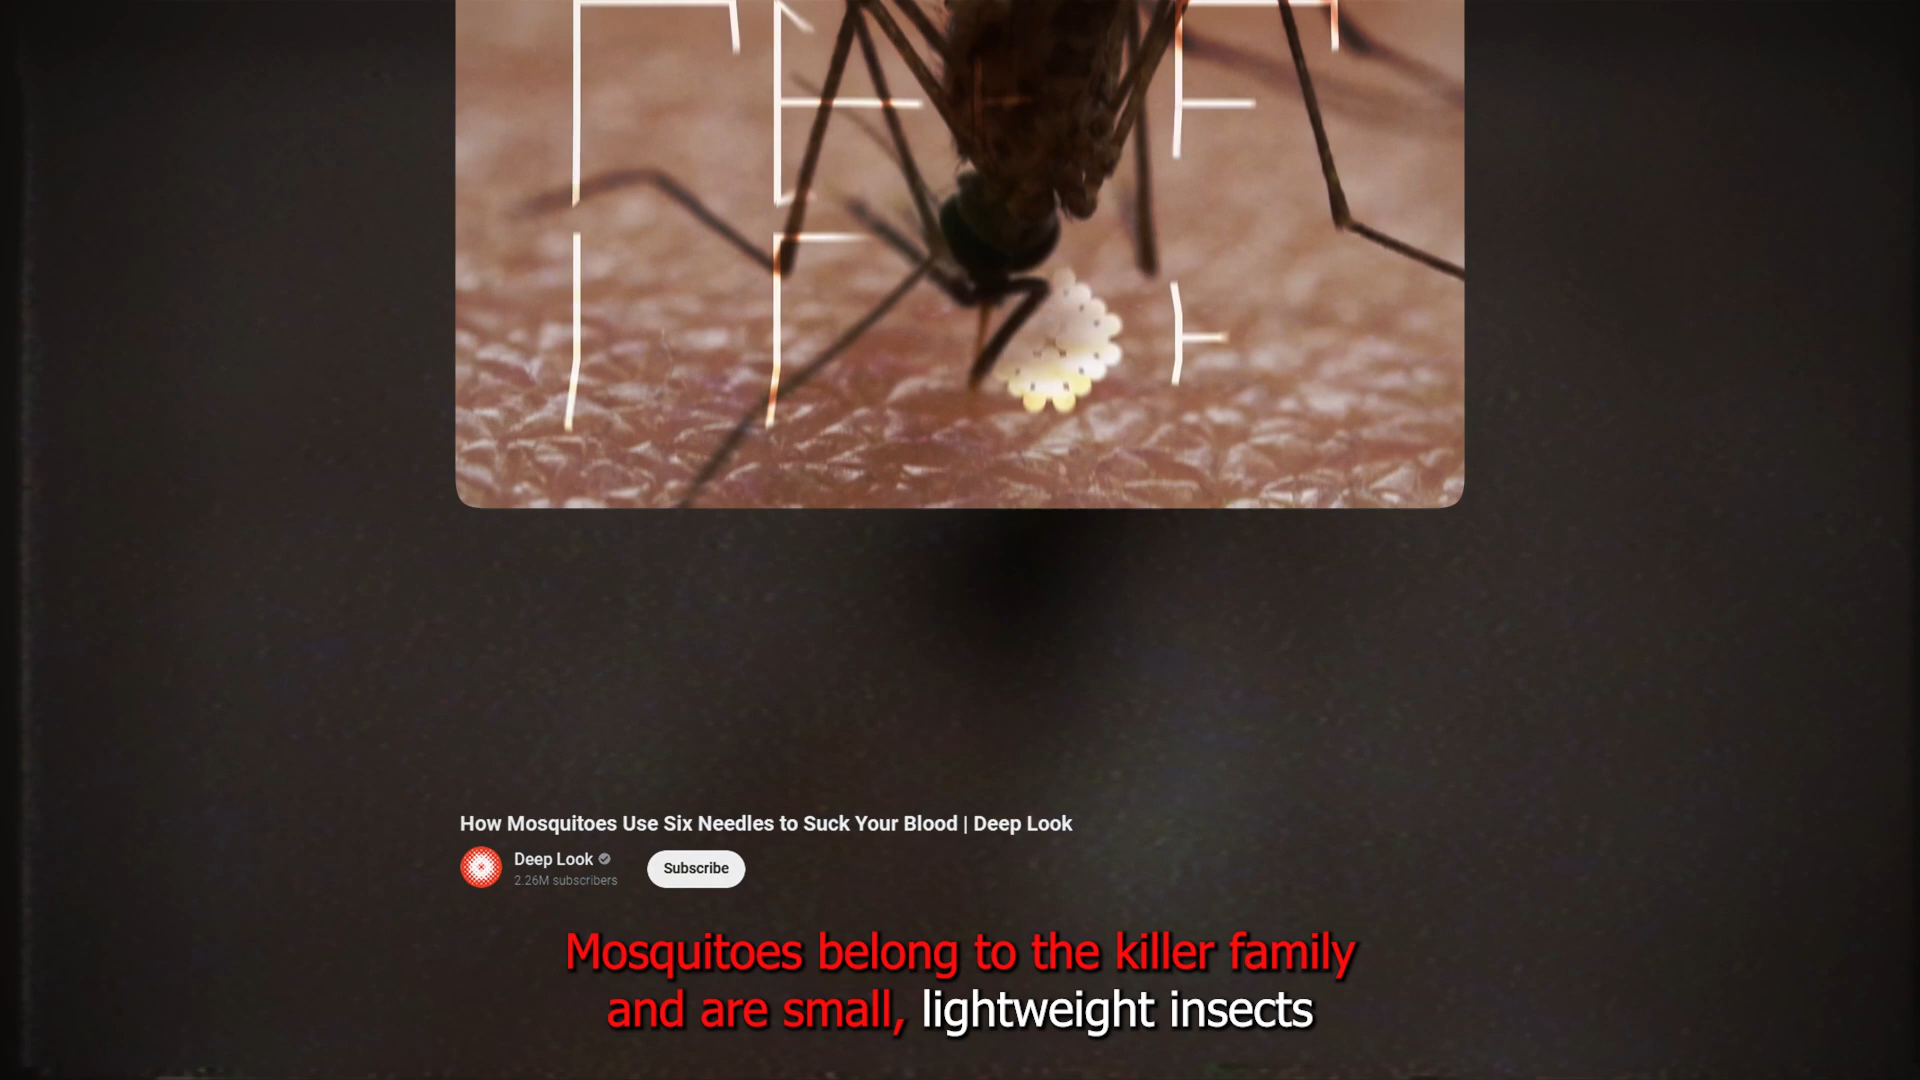 How Mosquitoes Use Six Needles to Suck Your Blood | Deep Look
Deep Look
2.26M subscribers
Subscribe
Mosquitoes belong to the killer family
and are small, lightweight insects